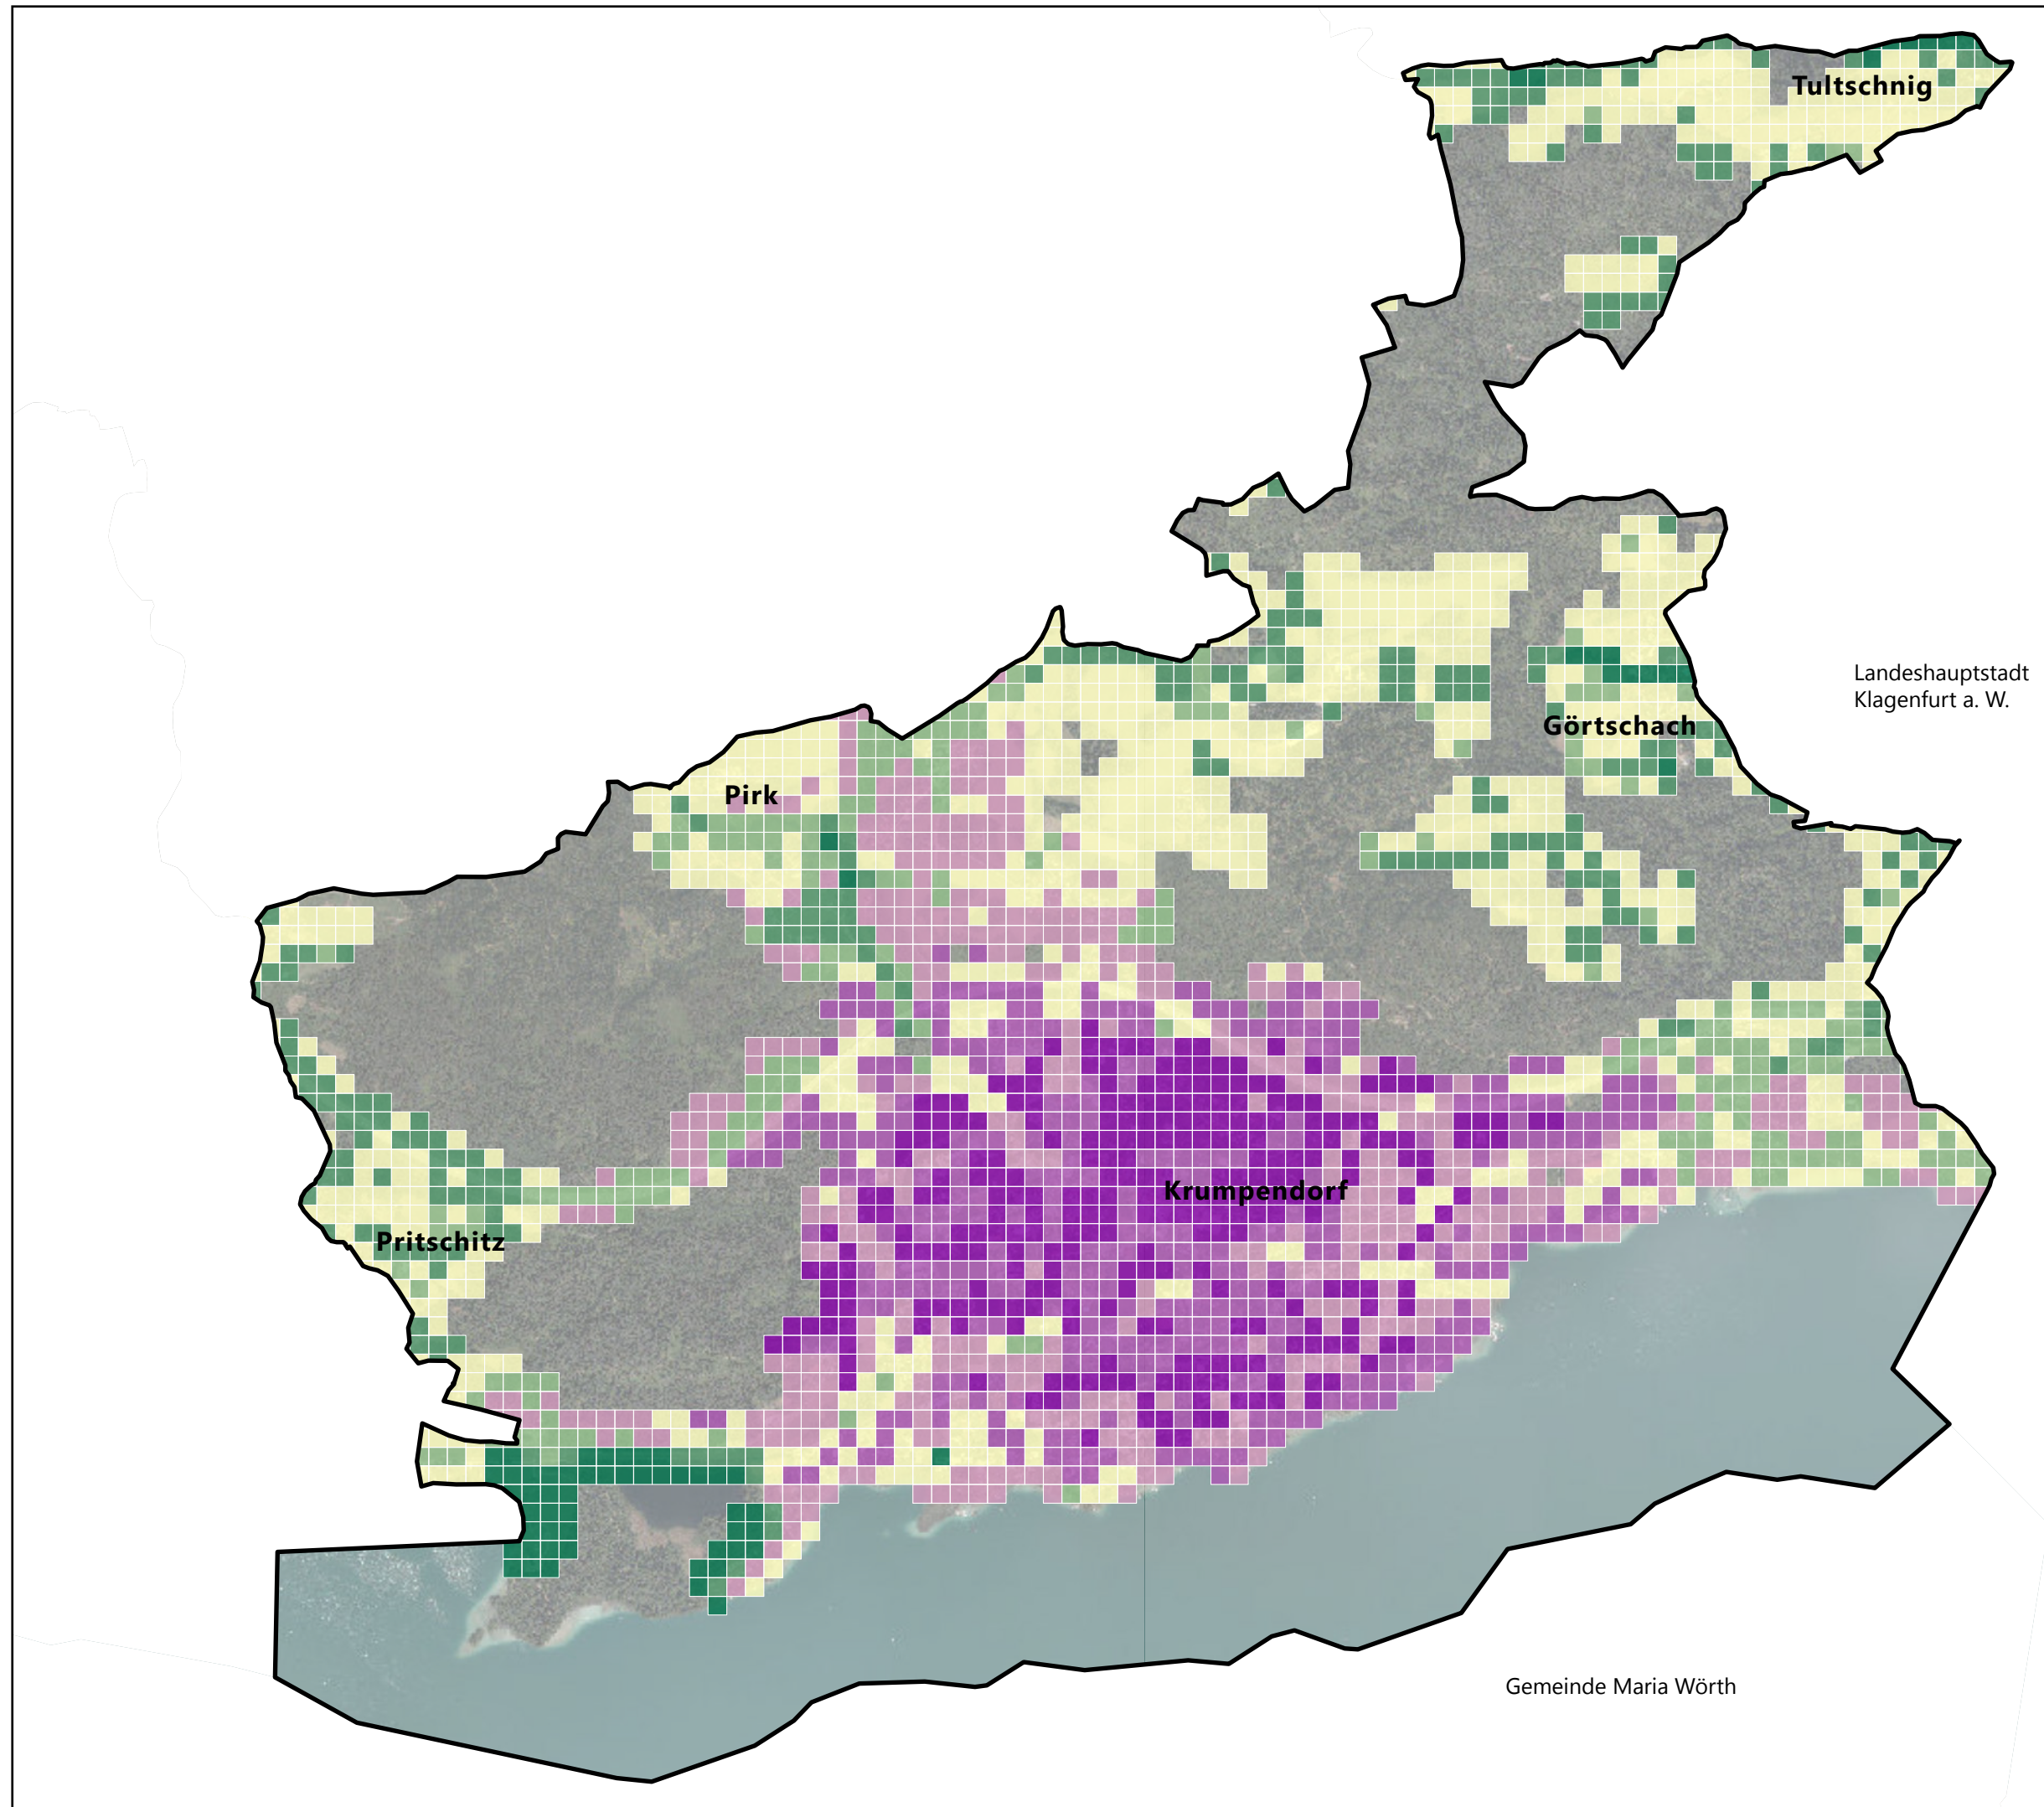 Tultschnig
Landeshauptstadt
Klagenfurt a. W.
Görtschach
Pirk
Krumpendorf
Pritschitz
Gemeinde Maria Wörth